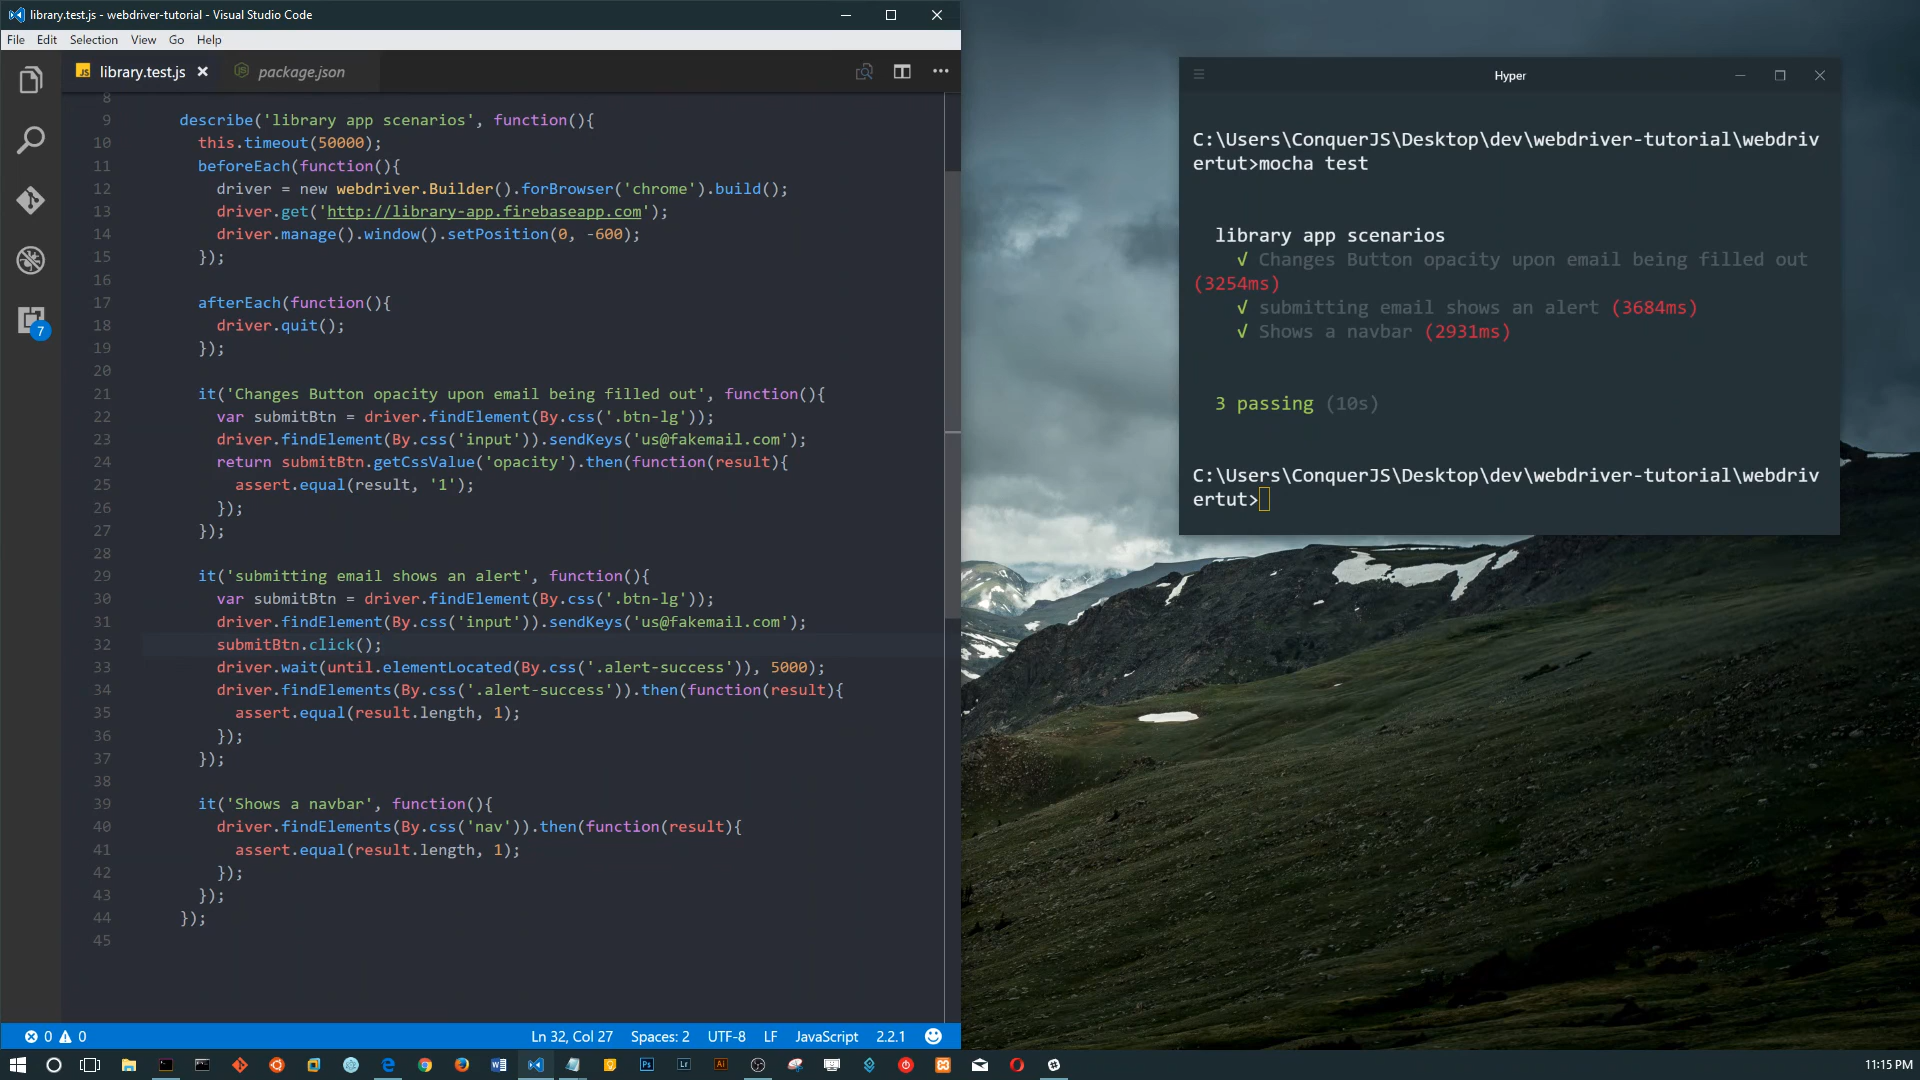 library.test.js - webdriver-tutorial - Visual Studio Code
File Edit Selection View Go Help
JS library.test.js package.json
8
9 describe('library app scenarios', function(){
10 this.timeout(50000);
11 beforeEach(function(){
12 driver = new webdriver.Builder().forBrowser('chrome').build();
13 driver.get('http://library-app.firebaseapp.com');
14 driver.manage().window().setPosition(0, -600);
15 });
16
17 afterEach(function(){
18 driver.quit();
19 });
20
21 it('Changes Button opacity upon email being filled out', function(){
22 var submitBtn = driver.findElement(By.css('.btn-lg'));
23 driver.findElement(By.css('input')).sendKeys('us@fakemail.com');
24 return submitBtn.getCssValue('opacity').then(function(result){
25 assert.equal(result, '1');
26 });
27 });
28
29 it('submitting email shows an alert', function(){
30 var submitBtn = driver.findElement(By.css('.btn-lg'));
31 driver.findElement(By.css('input')).sendKeys('us@fakemail.com');
32 submitBtn.click();
33 driver.wait(until.elementLocated(By.css('.alert-success')), 5000);
34 driver.findElements(By.css('.alert-success')).then(function(result){
35 assert.equal(result.length, 1);
36 });
37 });
38
39 it('Shows a navbar', function(){
40 driver.findElements(By.css('nav')).then(function(result){
41 assert.equal(result.length, 1);
42 });
43 });
44 });
45
7
0 0 Ln 32, Col 27 Spaces: 2 UTF-8 LF JavaScript 2.2.1
Hyper
C:\Users\ConquerJS\Desktop\dev\webdriver-tutorial\webdriv
ertut>mocha test
library app scenarios
√ Changes Button opacity upon email being filled out
(3254ms)
√ submitting email shows an alert (3684ms)
√ Shows a navbar (2931ms)
3 passing (10s)
C:\Users\ConquerJS\Desktop\dev\webdriver-tutorial\webdriv
ertut>
Ps Lr Ai
11:15 PM